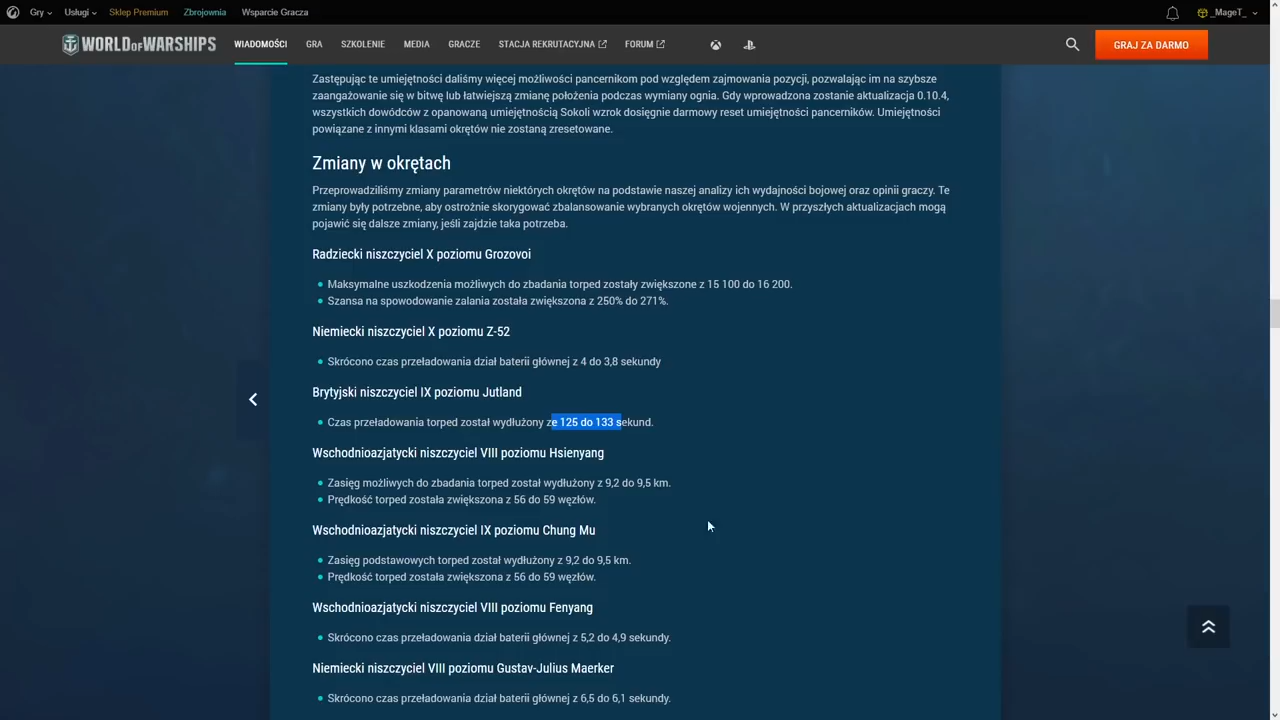 Gry
Usługi
Sklep Premium
Zbrojownia
Wsparcie Gracza
_MageT_
WORLD OF WARSHIPS
WIADOMOŚCI
GRA
SZKOLENIE
MEDIA
GRACZE
STACJA REKRUTACYJNA
FORUM
GRAJ ZA DARMO
Zastępując te umiejętności daliśmy więcej możliwości pancernikom pod względem zajmowania pozycji, pozwalając im na szybsze
zaangażowanie się w bitwę lub łatwiejszą zmianę położenia podczas wymiany ognia. Gdy wprowadzona zostanie aktualizacja 0.10.4,
wszystkich dowódców z opanowaną umiejętnością Sokoli wzrok dosięgnie darmowy reset umiejętności pancerników. Umiejętności
powiązane z innymi klasami okrętów nie zostaną zresetowane.
Zmiany w okrętach
Przeprowadziliśmy zmiany parametrów niektórych okrętów na podstawie naszej analizy ich wydajności bojowej oraz opinii graczy. Te
zmiany były potrzebne, aby ostrożnie skorygować zbalansowanie wybranych okrętów wojennych. W przyszłych aktualizacjach mogą
pojawić się dalsze zmiany, jeśli zajdzie taka potrzeba.
Radziecki niszczyciel X poziomu Grozovoi
Maksymalne uszkodzenia możliwych do zbadania torped zostały zwiększone z 15 100 do 16 200.
Szansa na spowodowanie zalania została zwiększona z 250% do 271%.
Niemiecki niszczyciel X poziomu Z-52
Skrócono czas przeładowania dział baterii głównej z 4 do 3,8 sekundy
Brytyjski niszczyciel IX poziomu Jutland
Czas przeładowania torped został wydłużony ze 125 do 133 sekund.
Wschodnioazjatycki niszczyciel VIII poziomu Hsienyang
Zasięg możliwych do zbadania torped został wydłużony z 9,2 do 9,5 km.
Prędkość torped została zwiększona z 56 do 59 węzłów.
Wschodnioazjatycki niszczyciel IX poziomu Chung Mu
Zasięg podstawowych torped został wydłużony z 9,2 do 9,5 km.
Prędkość torped została zwiększona z 56 do 59 węzłów.
Wschodnioazjatycki niszczyciel VIII poziomu Fenyang
Skrócono czas przeładowania dział baterii głównej z 5,2 do 4,9 sekundy.
Niemiecki niszczyciel VIII poziomu Gustav-Julius Maerker
Skrócono czas przeładowania dział baterii głównej z 6,5 do 6,1 sekundy.